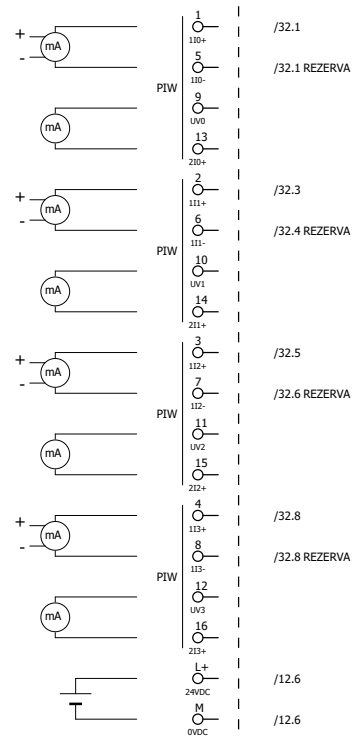 1
+ /32.1
mA 1I0+
- 5
/32.1 REZERVA
1I0-
PIW
9
mA UV0
13
2I0+
2
+ /32.3
mA 1I1+
- 6
/32.4 REZERVA
1I1-
PIW
10
mA UV1
14
2I1+
3
+ /32.5
mA 1I2+
- 7
/32.6 REZERVA
1I2-
PIW
11
mA UV2
15
2I2+
4
+ /32.8
mA 1I3+
- 8
/32.8 REZERVA
1I3-
PIW
12
mA UV3
16
2I3+
L+
/12.6
24VDC
M
/12.6
0VDC